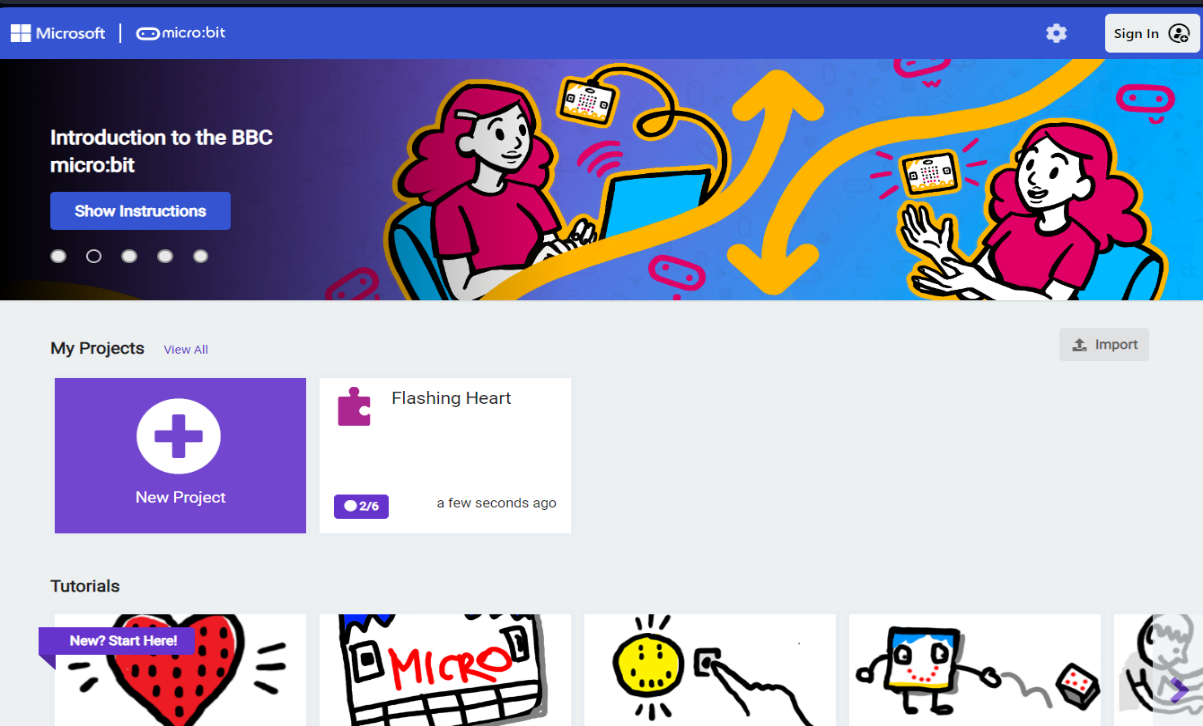 Microsoft
micro:bit
Sign In
Introduction to the BBC
micro:bit
Show Instructions
My Projects
View All
Import
New Project
Flashing Heart
2/6
a few seconds ago
Tutorials
New? Start Here!
MICRO